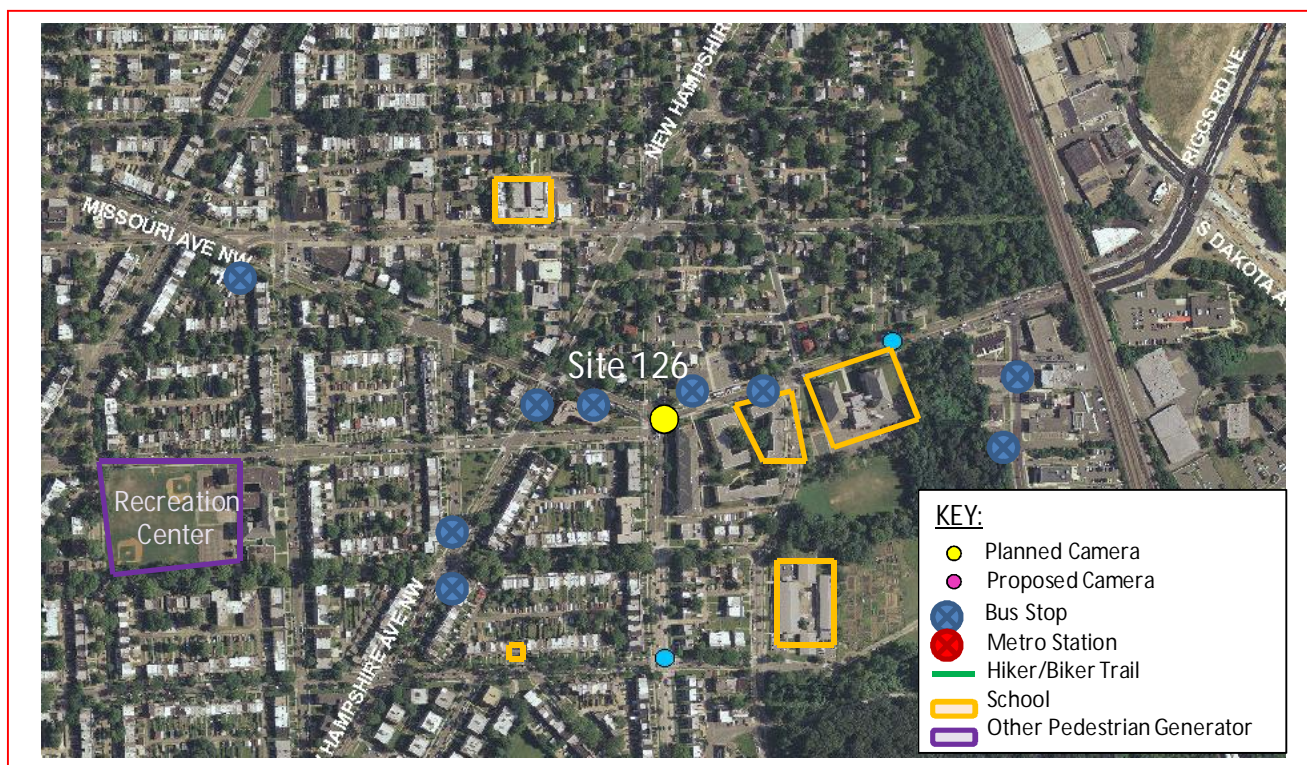 NEW HAMPSHIRE
RIGGS RD NE
MISSOURI AVE NW
S DAKOTA A
Site 126
Recreation
Center
HAMPSHIRE AVE NW
KEY:
Planned Camera
Proposed Camera
Bus Stop
Metro Station
Hiker/Biker Trail
School
Other Pedestrian Generator